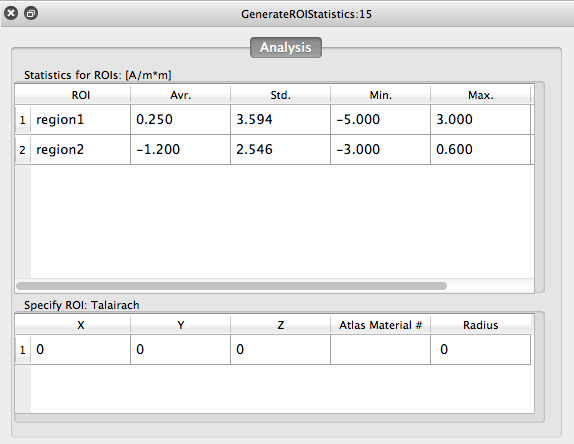 GenerateROIStatistics:15
Analysis
Statistics for ROIs: [A/m*m]
ROI Avr. Std. Min. Max.
1 region1 0.250 3.594 −5.000 3.000
2 region2 −1.200 2.546 −3.000 0.600
Specify ROI: Talairach
X Y Z Atlas Material # Radius
1 0 0 0 0